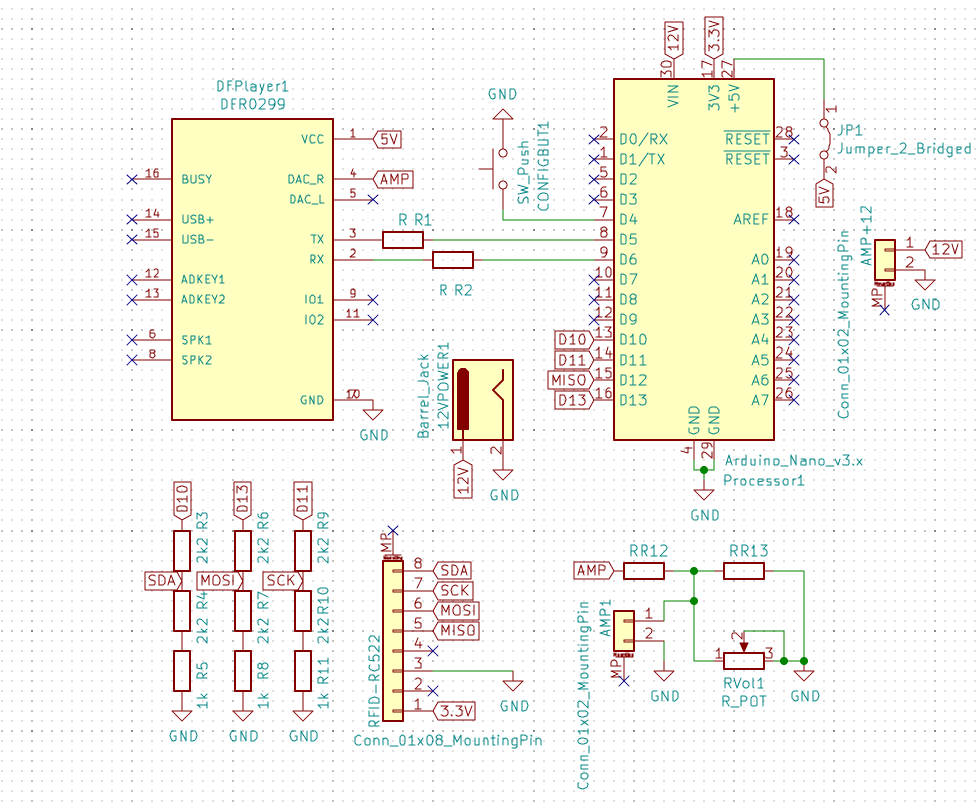 DFPlayer1
DFR0299
VCC 1 5V
16 BUSY DAC_R 4 AMP
DAC_L 5
14 USB+
15 USB- TX 3
RX 2
12 ADKEY1
13 ADKEY2 IO1 9
IO2 11
6 SPK1
8 SPK2
GND 10
GND
R R1
R R2
GND
SW_Push
CONFIGBUT1
12V
3.3V
30
17
27
VIN
3V3
+5V
2 D0/RX RESET 28
1 D1/TX RESET 3
5 D2
6 D3
7 D4 AREF 18
8 D5
9 D6 A0 19
10 D7 A1 20
11 D8 A2 21
12 D9 A3 22
D10 13 D10 A4 23
D11 14 D11 A5 24
MISO 15 D12 A6 25
D13 16 D13 A7 26
GND
GND
4
29
Arduino_Nano_v3.x
Processor1
GND
1
JP1
Jumper_2_Bridged
2
5V
AMP+12
Conn_01x02_MountingPin
1 12V
2
MP
GND
Barrel_Jack
12VPOWER1
1
2
12V
GND
D10
D13
D11
2k2 R3
2k2 R6
2k2 R9
SDA
MOSI
SCK
2k2 R4
2k2 R7
2k2 R10
1k R5
1k R8
1k R11
GND
GND
GND
MP
8 SDA
7 SCK
6 MOSI
5 MISO
4
3
2
1 3.3V
GND
RFID-RC522
Conn_01x08_MountingPin
RR12
RR13
AMP
AMP1
Conn_01x02_MountingPin
1
2
MP
GND
1
2
3
RVol1
R_POT
GND